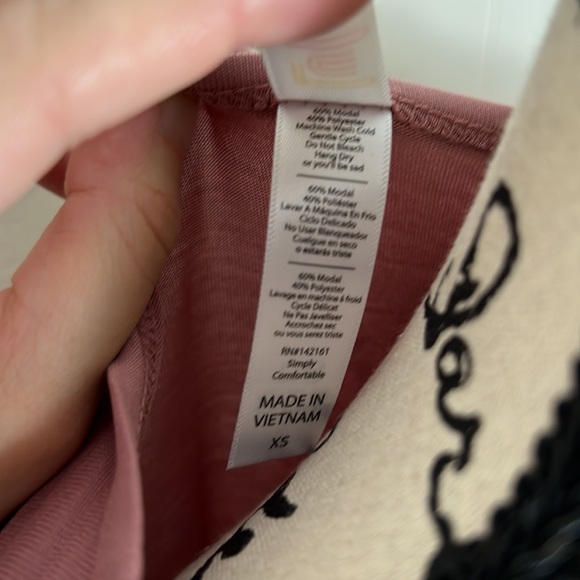 60% Modal
40% Polyester
Machine Wash Cold
Gentle Cycle
Do Not Bleach
Hang Dry
or you'll be sad
60% Modal
40% Poliéster
Lavar A Máquina En Frío
Ciclo Delicado
No Usar Blanqueador
Cuelgue en seco
o estarás triste
60% Modal
40% Polyester
Lavage en machine à froid
Cycle Délicat
Ne Pas Javelliser
Accrochez sec
ou vous serez triste
RN#142161
Simply
Comfortable
MADE IN
VIETNAM
XS